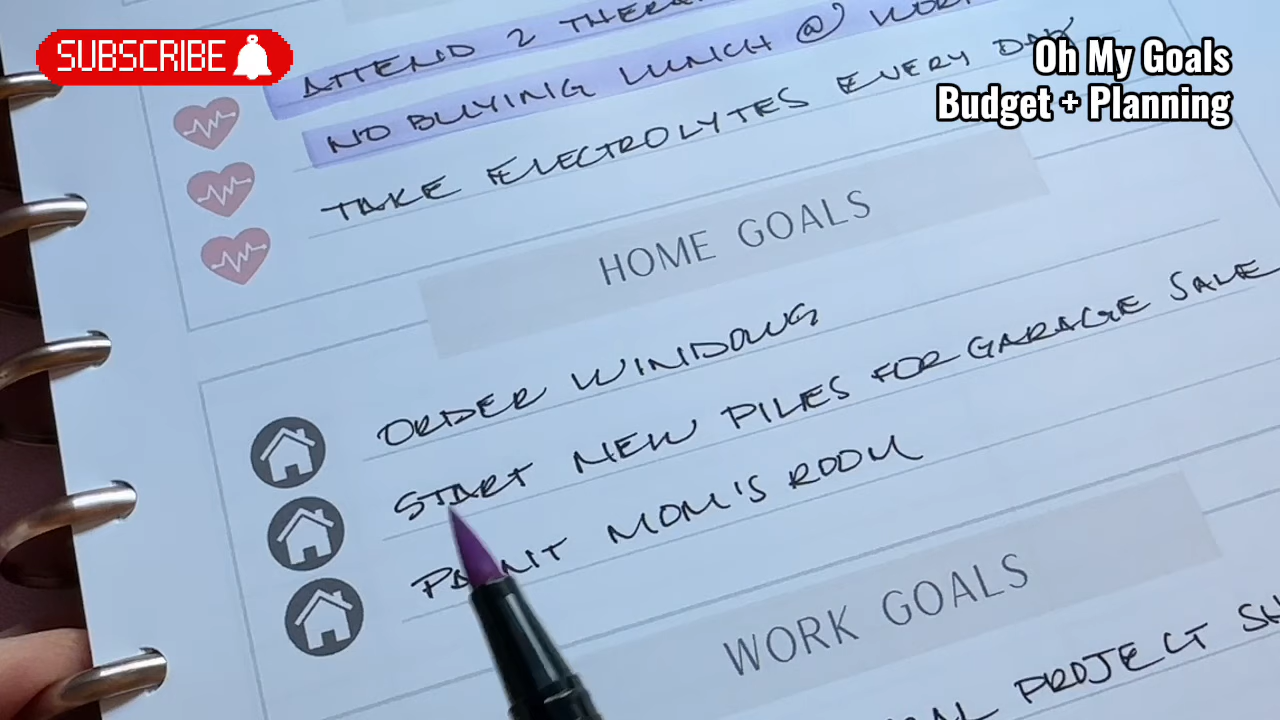 SUBSCRIBE
Oh My Goals
Budget + Planning
ATTEND 2
NO BUYING LUNCH @
TAKE ELECTROLYTES EVERY DAY
HOME GOALS
ORDER WINDOWS
START NEW PILES FOR GARAGE SALE
PAINT MOM'S ROOM
WORK GOALS
PROJECT